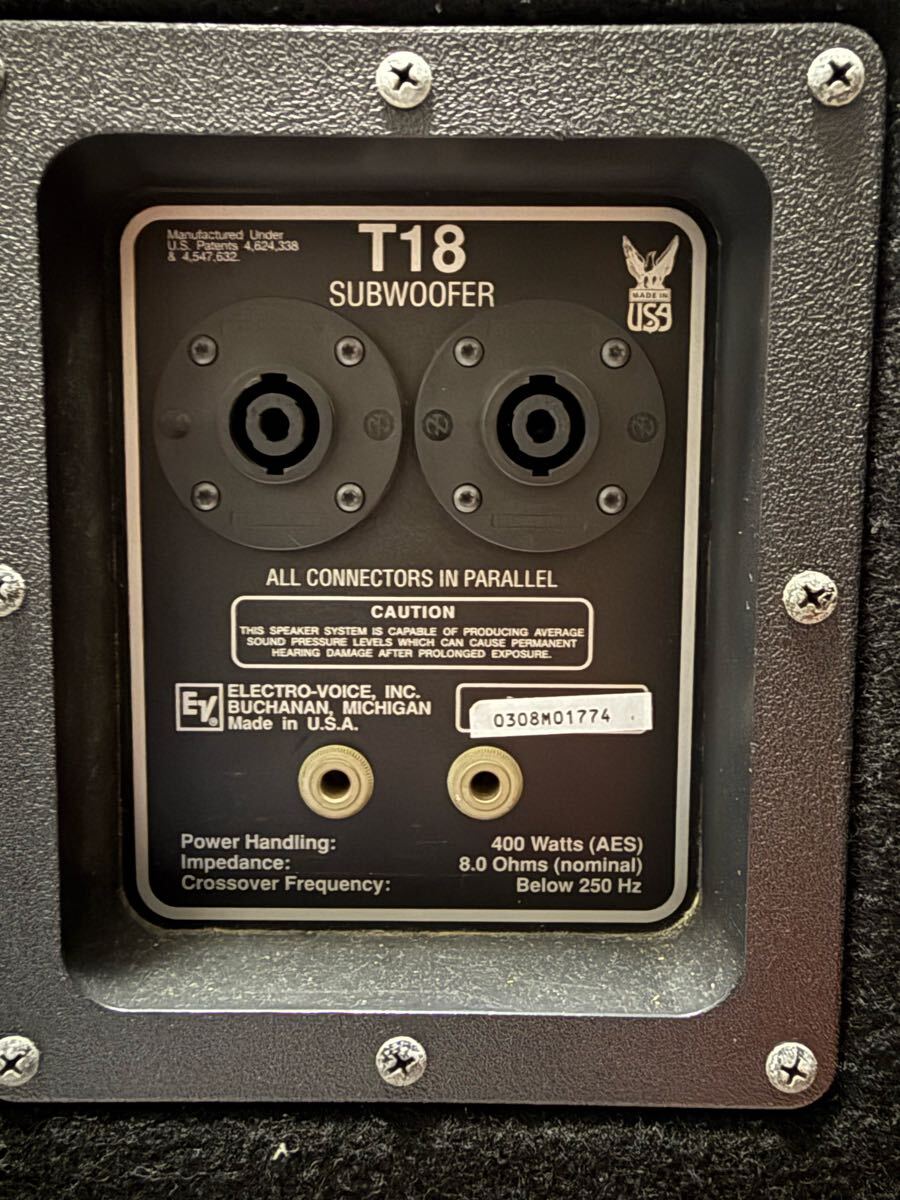 Manufactured Under
U.S. Patents 4,624,338
& 4,547,632.
T18
SUBWOOFER
MADE IN
USA
ALL CONNECTORS IN PARALLEL
CAUTION
THIS SPEAKER SYSTEM IS CAPABLE OF PRODUCING AVERAGE
SOUND PRESSURE LEVELS WHICH CAN CAUSE PERMANENT
HEARING DAMAGE AFTER PROLONGED EXPOSURE.
EV®
ELECTRO-VOICE, INC.
BUCHANAN, MICHIGAN
Made in U.S.A.
0308M01774
Power Handling: 400 Watts (AES)
Impedance: 8.0 Ohms (nominal)
Crossover Frequency: Below 250 Hz